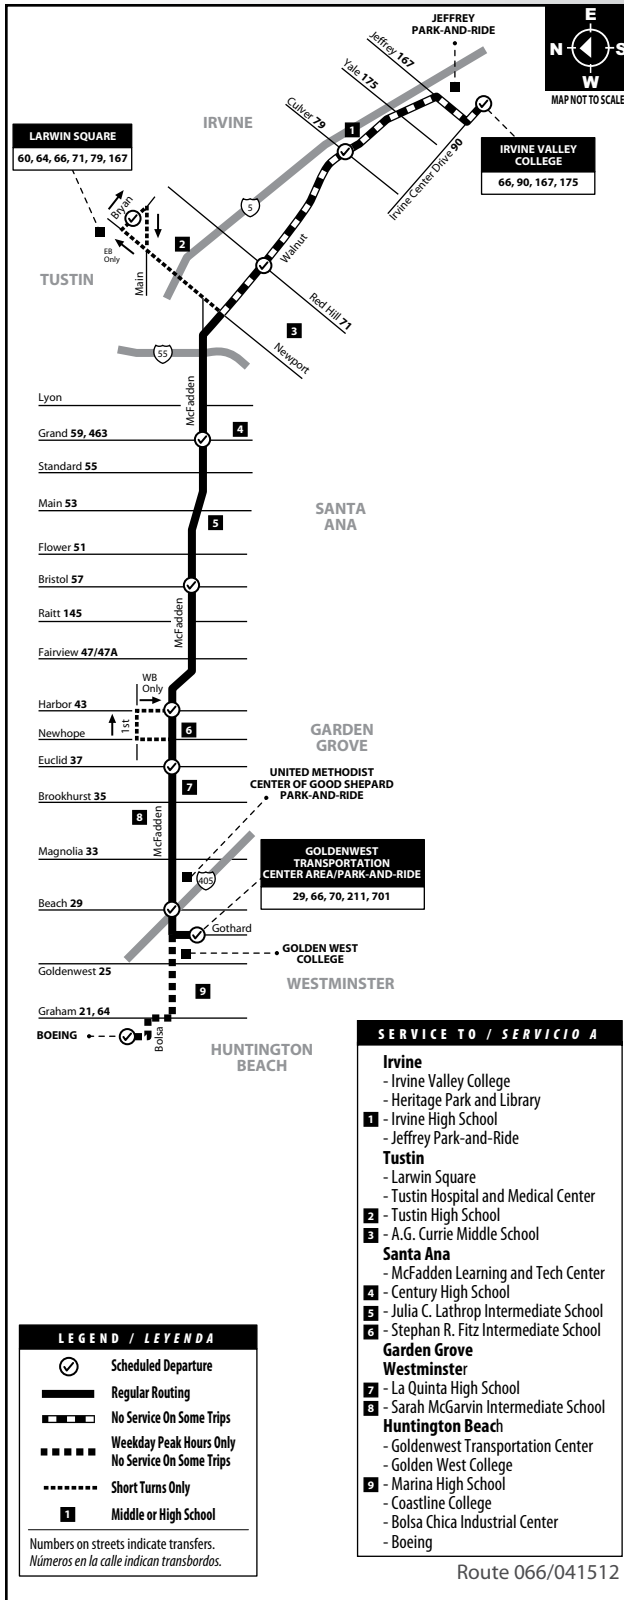 JEFFREY
PARK-AND-RIDE
E
N
S
W
MAP NOT TO SCALE
Jeffrey 167
Yale 175
Culver 79
IRVINE
1
LARWIN SQUARE
60, 64, 66, 71, 79, 167
IRVINE VALLEY
COLLEGE
66, 90, 167, 175
Irvine Center Drive 90
Bryan
5
EB
Only
2
Walnut
TUSTIN
Main
Red Hill 71
3
Newport
55
McFadden
Lyon
Grand 59, 463
4
Standard 55
Main 53
SANTA
ANA
5
Flower 51
Bristol 57
McFadden
Raitt 145
Fairview 47/47A
WB
Only
Harbor 43
1st
6
Newhope
GARDEN
GROVE
Euclid 37
UNITED METHODIST
CENTER OF GOOD SHEPARD
PARK-AND-RIDE
7
Brookhurst 35
8
McFadden
Magnolia 33
GOLDENWEST
TRANSPORTATION
CENTER AREA/PARK-AND-RIDE
29, 66, 70, 211, 701
405
Beach 29
Gothard
GOLDEN WEST
COLLEGE
Goldenwest 25
WESTMINSTER
9
Graham 21, 64
BOEING
Bolsa
HUNTINGTON
BEACH
SERVICE TO / SERVICIO A
Irvine
- Irvine Valley College
- Heritage Park and Library
1 - Irvine High School
- Jeffrey Park-and-Ride
Tustin
- Larwin Square
- Tustin Hospital and Medical Center
2 - Tustin High School
3 - A.G. Currie Middle School
Santa Ana
- McFadden Learning and Tech Center
4 - Century High School
5 - Julia C. Lathrop Intermediate School
6 - Stephan R. Fitz Intermediate School
Garden Grove
Westminster
7 - La Quinta High School
8 - Sarah McGarvin Intermediate School
Huntington Beach
- Goldenwest Transportation Center
- Golden West College
9 - Marina High School
- Coastline College
- Bolsa Chica Industrial Center
- Boeing
LEGEND / LEYENDA
Scheduled Departure
Regular Routing
No Service On Some Trips
Weekday Peak Hours Only
No Service On Some Trips
Short Turns Only
1 Middle or High School
Numbers on streets indicate transfers.
Números en la calle indican transbordos.
Route 066/041512